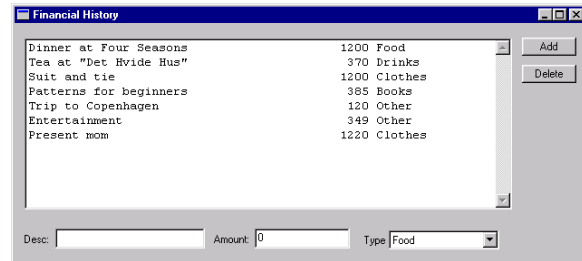 Financial History
Dinner at Four Seasons 1200 Food
Tea at "Det Hvide Hus" 370 Drinks
Suit and tie 1200 Clothes
Patterns for beginners 385 Books
Trip to Copenhagen 120 Other
Entertainment 349 Other
Present mom 1220 Clothes
Add
Delete
Desc: Amount: 0 Type Food